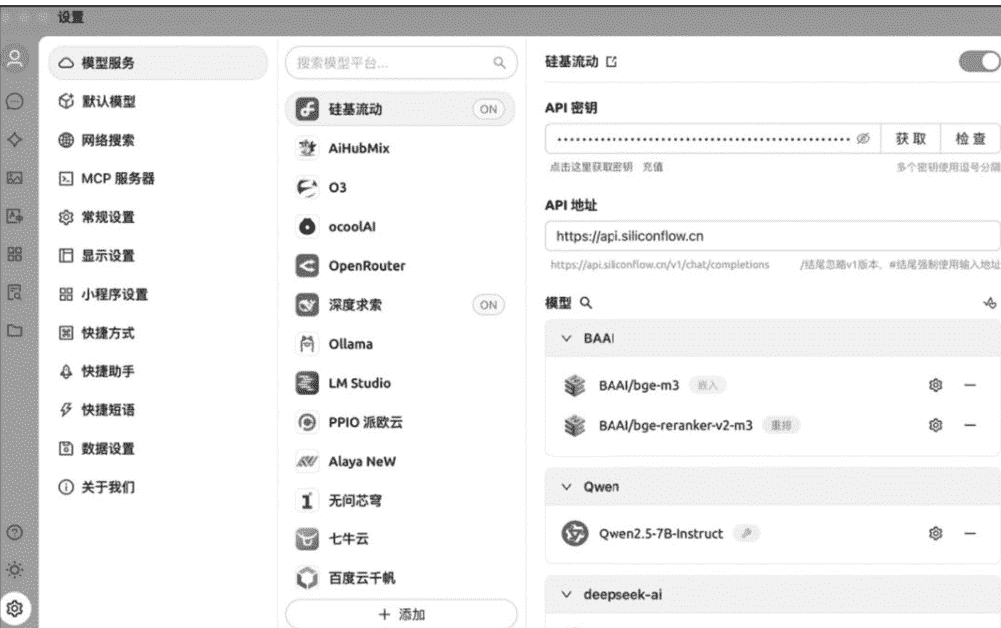 设置
模型服务
默认模型
网络搜索
MCP 服务器
常规设置
显示设置
小程序设置
快捷方式
快捷助手
快捷短语
数据设置
关于我们
搜索模型平台...
硅基流动 ON
AiHubMix
O3
ocoolAI
OpenRouter
深度求索 ON
Ollama
LM Studio
PPIO 派欧云
Alaya NeW
无问芯穹
七牛云
百度云千帆
+ 添加
硅基流动
API 密钥
获取 检查
点击这里获取密钥 充值 多个密钥使用逗号分隔
API 地址
https://api.siliconflow.cn
https://api.siliconflow.cn/v1/chat/completions /结尾忽略v1版本，#结尾强制使用输入地址
模型
BAAI
BAAI/bge-m3 嵌入
BAAI/bge-reranker-v2-m3 重排
Qwen
Qwen2.5-7B-Instruct
deepseek-ai